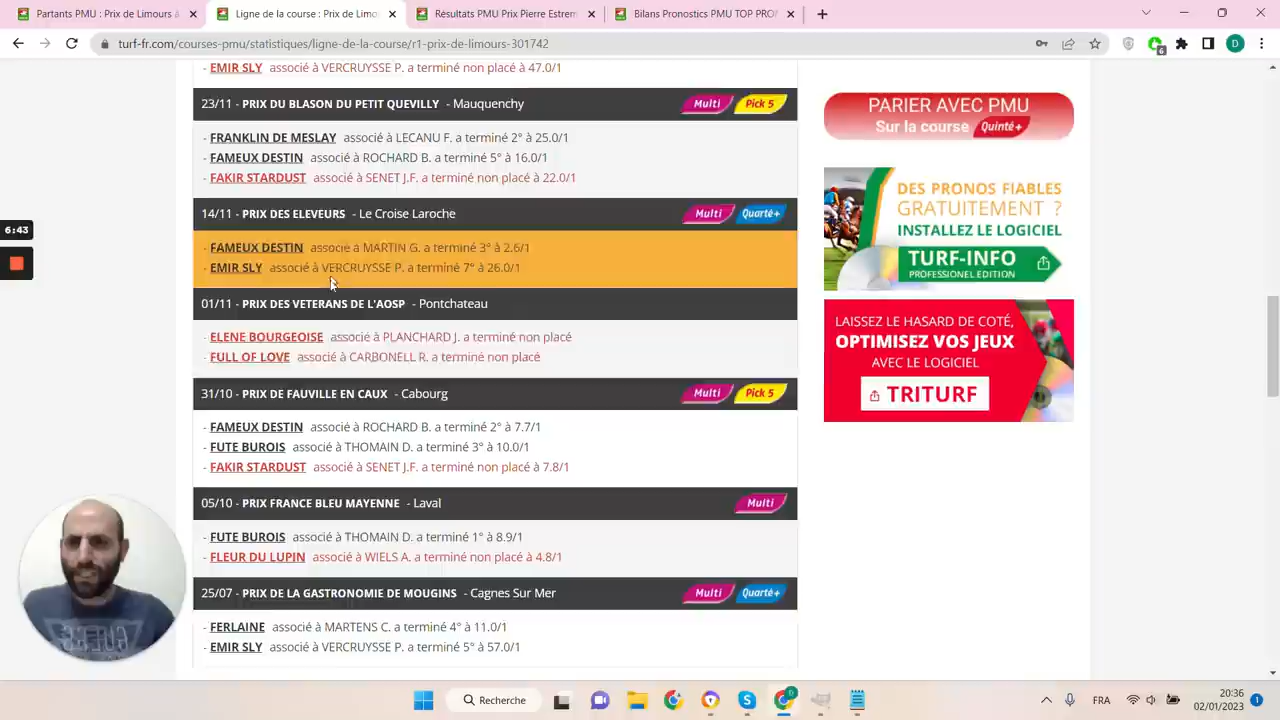 Partants : Prix de Limours à
Ligne de la course : Prix de Limo
Résultats PMU Prix Pierre Estrem
Bilans Pronostics PMU TOP PRO
turf-fr.com/courses-pmu/statistiques/ligne-de-la-course/r1-prix-de-limours-301742
6
D
- EMIR SLY associé à VERCRUYSSE P. a terminé non placé à 47.0/1
23/11 - PRIX DU BLASON DU PETIT QUEVILLY - Mauquenchy Multi Pick 5
- FRANKLIN DE MESLAY associé à LECANU F. a terminé 2° à 25.0/1
- FAMEUX DESTIN associé à ROCHARD B. a terminé 5° à 16.0/1
- FAKIR STARDUST associé à SENET J.F. a terminé non placé à 22.0/1
14/11 - PRIX DES ELEVEURS - Le Croise Laroche Multi Quarté+
- FAMEUX DESTIN associé à MARTIN G. a terminé 3° à 2.6/1
- EMIR SLY associé à VERCRUYSSE P. a terminé 7° à 26.0/1
01/11 - PRIX DES VETERANS DE L'AOSP - Pontchateau
- ELENE BOURGEOISE associé à PLANCHARD J. a terminé non placé
- FULL OF LOVE associé à CARBONELL R. a terminé non placé
31/10 - PRIX DE FAUVILLE EN CAUX - Cabourg Multi Pick 5
- FAMEUX DESTIN associé à ROCHARD B. a terminé 2° à 7.7/1
- FUTE BUROIS associé à THOMAIN D. a terminé 3° à 10.0/1
- FAKIR STARDUST associé à SENET J.F. a terminé non placé à 7.8/1
05/10 - PRIX FRANCE BLEU MAYENNE - Laval Multi
- FUTE BUROIS associé à THOMAIN D. a terminé 1° à 8.9/1
- FLEUR DU LUPIN associé à WIELS A. a terminé non placé à 4.8/1
25/07 - PRIX DE LA GASTRONOMIE DE MOUGINS - Cagnes Sur Mer Multi Quarté+
- FERLAINE associé à MARTENS C. a terminé 4° à 11.0/1
- EMIR SLY associé à VERCRUYSSE P. a terminé 5° à 57.0/1
PARIER AVEC PMU
Sur la course Quinté+
DES PRONOS FIABLES
GRATUITEMENT ?
INSTALLEZ LE LOGICIEL
TURF-INFO
PROFESSIONEL EDITION
LAISSEZ LE HASARD DE COTÉ,
OPTIMISEZ VOS JEUX
AVEC LE LOGICIEL
TRITURF
6:43
Recherche
FRA
20:36
02/01/2023
1